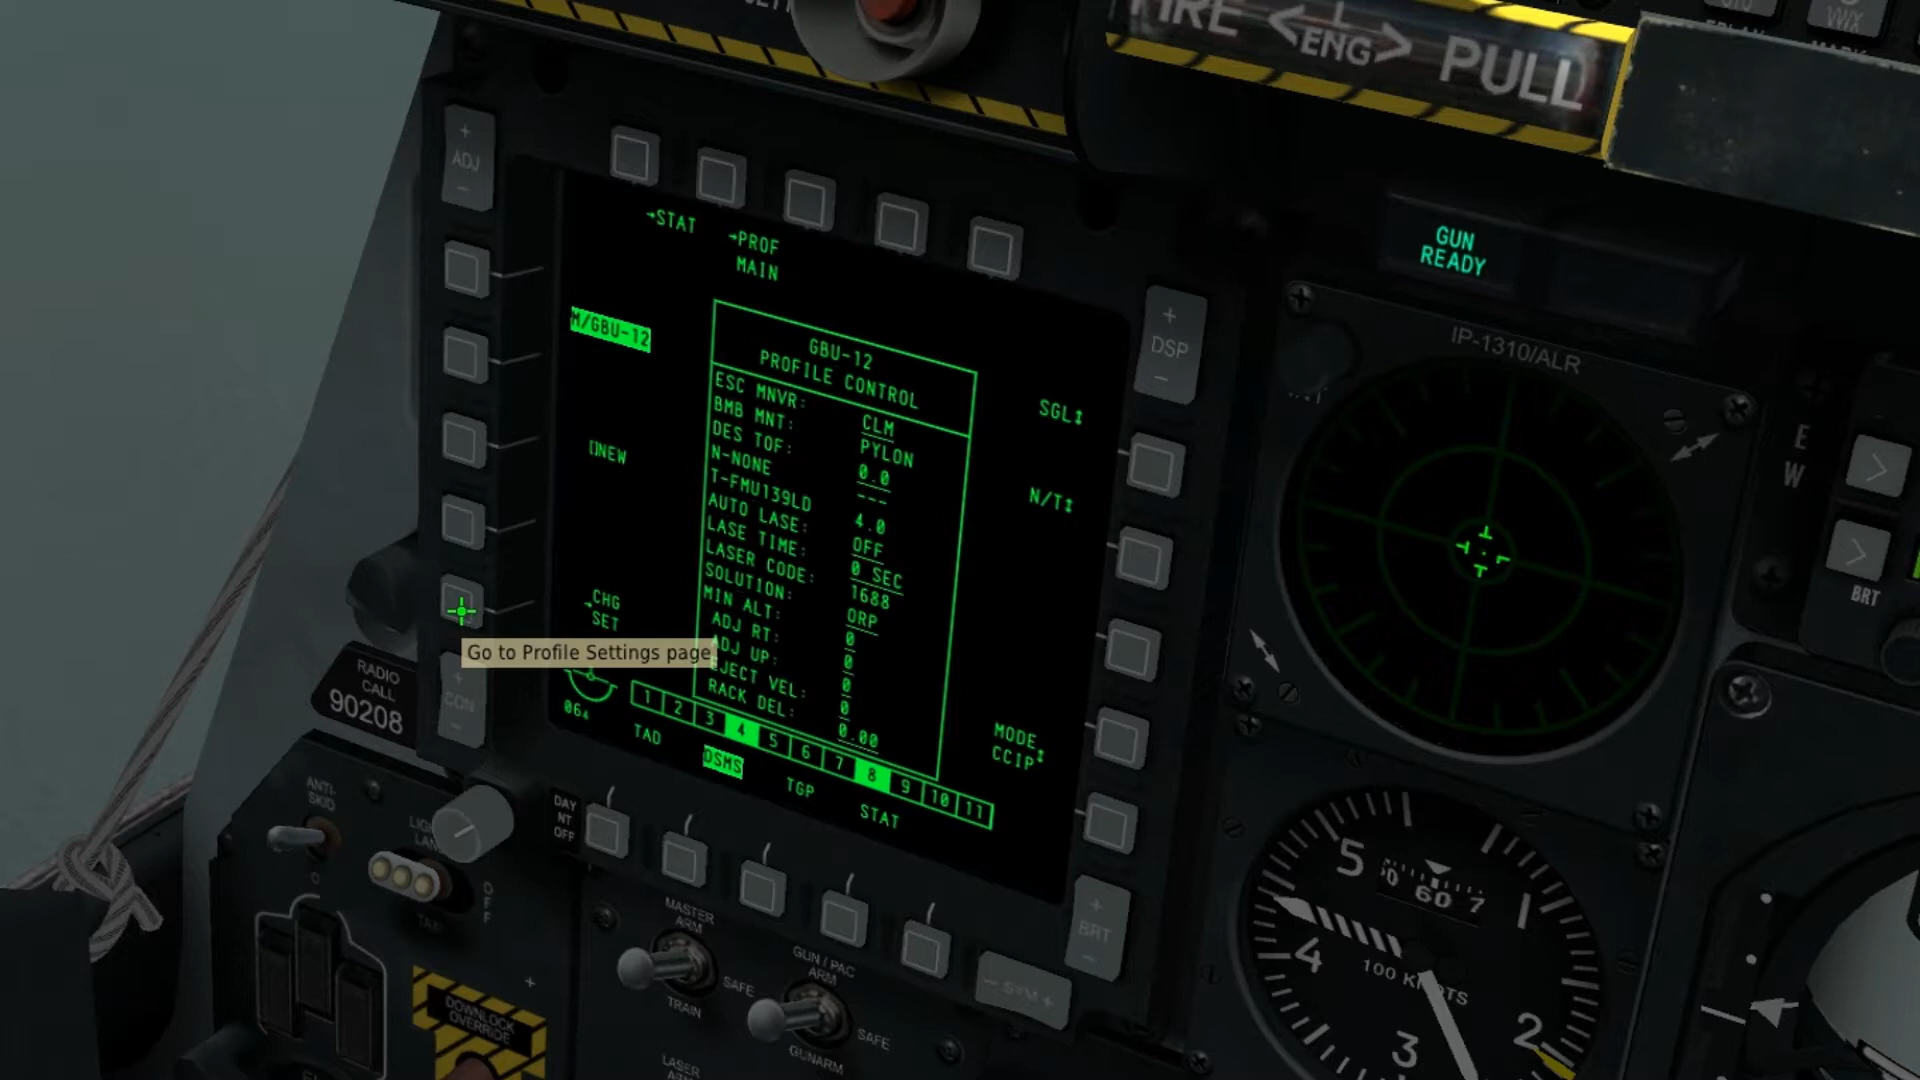 FIRE < L ENG > PULL
+
ADJ
-
→STAT
→PROF
MAIN
M/GBU-12
[]NEW
→CHG
SET
GBU-12
PROFILE CONTROL
ESC MNVR: CLM
BMB MNT: PYLON
DES TOF: 0.0
N-NONE ---
T-FMU139LD 4.0
AUTO LASE: OFF
LASE TIME: 0 SEC
LASER CODE: 1688
SOLUTION: ORP
MIN ALT: 0
ADJ RT: 0
ADJ UP: 0
EJECT VEL: 0
RACK DEL: 0.00
SGL↕
N/T↕
MODE↕
CCIP
1 2 3 4 5 6 7 8 9 10 11
TAD
DSMS
TGP
STAT
Go to Profile Settings page
+
DSP
-
+
CON
-
+
BRT
-
- SYM +
DAY
NT
OFF
GUN
READY
IP-1310/ALR
E
W
BRT
RADIO
CALL
90208
ANTI-
SKID
OFF
MASTER
ARM
SAFE
TRAIN
GUN / PAC
ARM
SAFE
GUNARM
LASER
DOWNLOCK
OVERRIDE
5
60 7
1
4
100 KNOTS
3
2